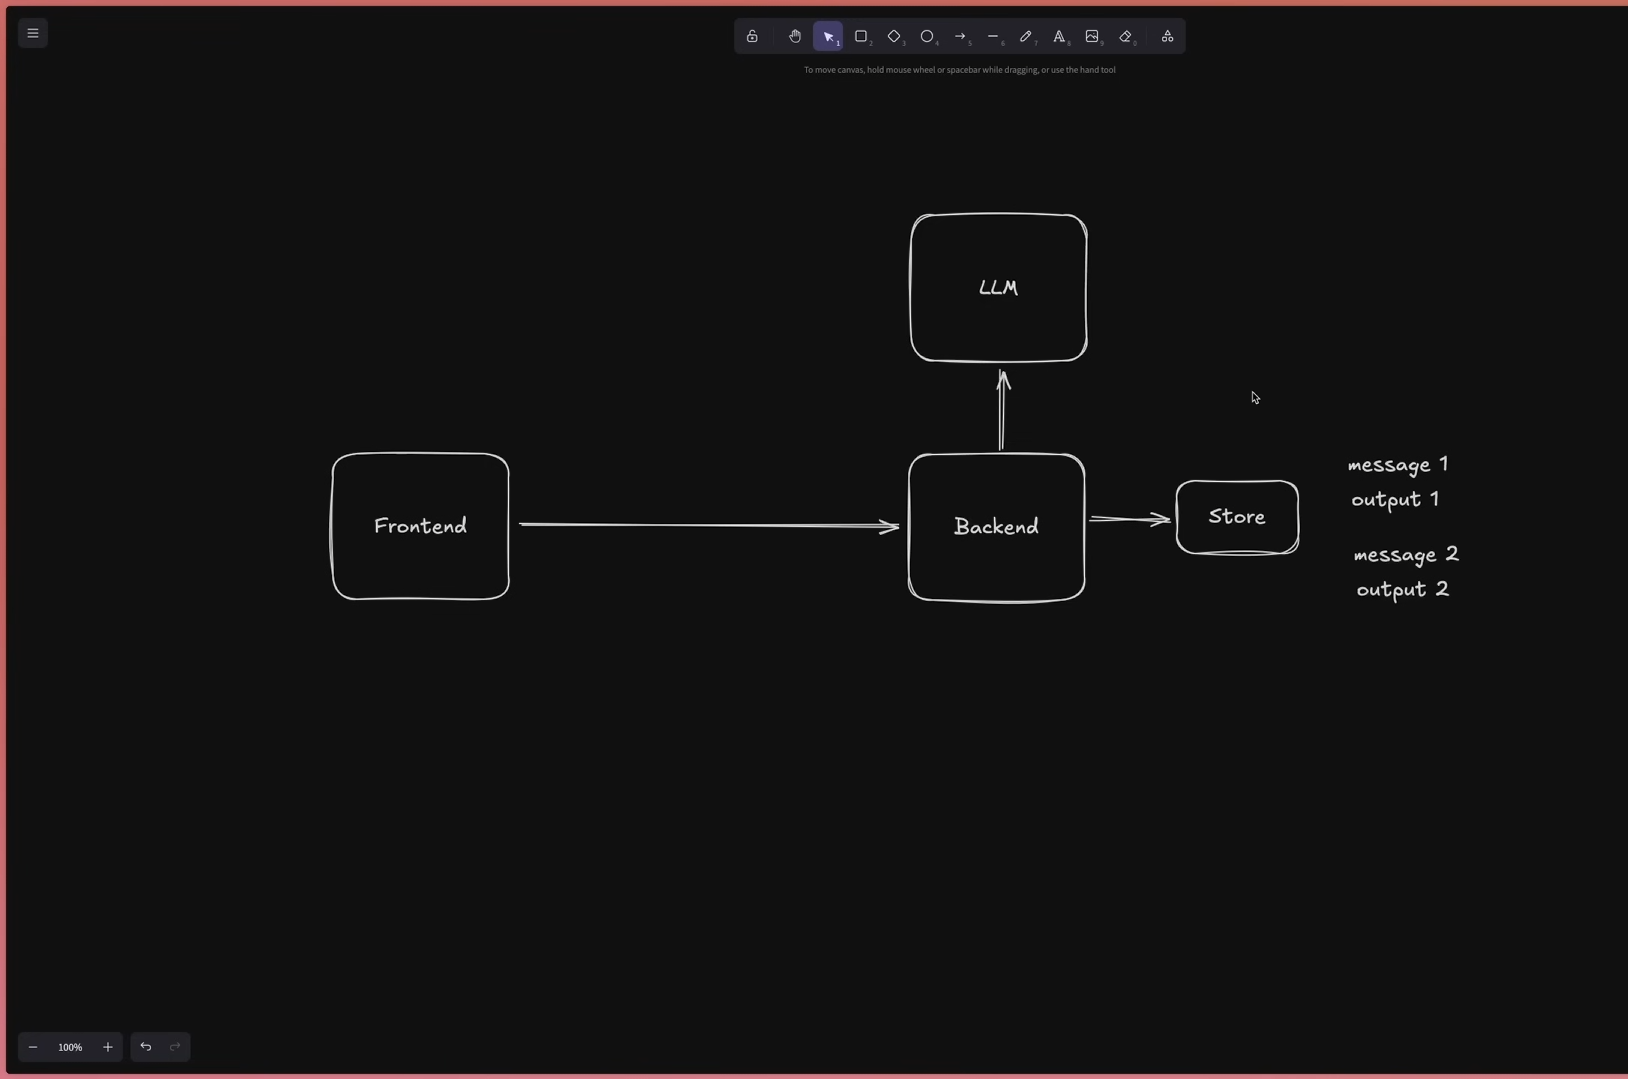 1
2
3
4
5
6
7
8
9
0
To move canvas, hold mouse wheel or spacebar while dragging, or use the hand tool
LLM
Frontend
Backend
Store
message 1
output 1
message 2
output 2
100%